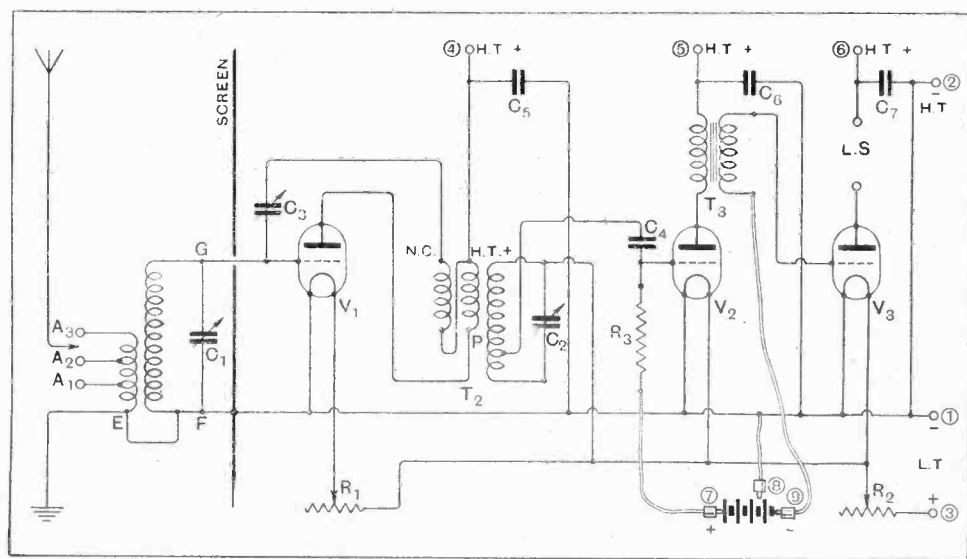 ④ H.T +
⑤ H.T +
⑥ H.T +
C5
C6
C7
② −
H.T
SCREEN
L.S
C3
T3
C4
G
N.C.
H.T.+
V1
V2
V3
A3
A2
A1
C1
P
C2
R3
T2
E
F
① −
L.T
R1
⑧
R2
⑦
+
⑨
−
+
③